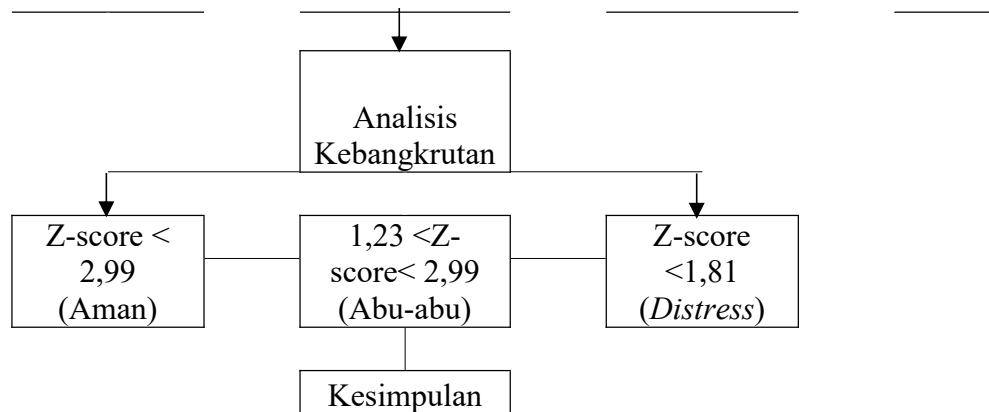 Analisis
Kebangkrutan
Z-score <
2,99
(Aman)
1,23 <Z-
score< 2,99
(Abu-abu)
Z-score
<1,81
(Distress)
Kesimpulan